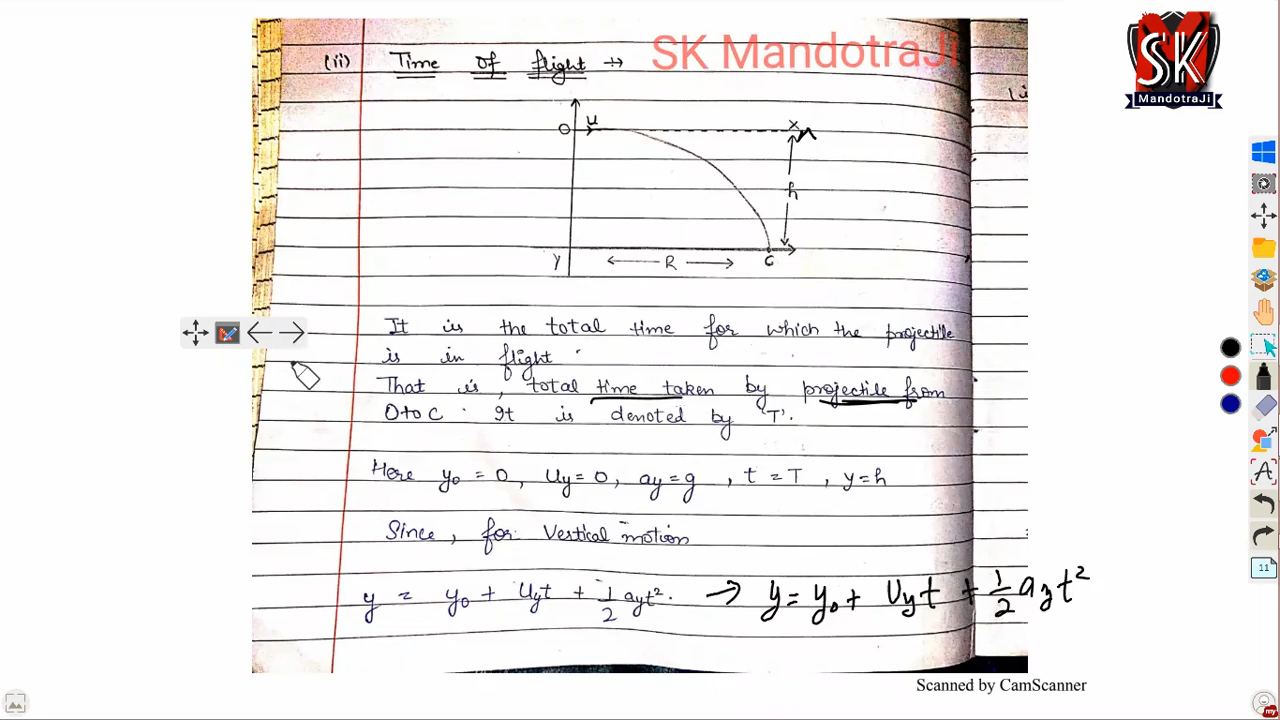 SK MandotraJi
SK
MandotraJi
(ii) Time of flight →
O u X
h
Y R C
It is the total time for which the projectile
is in flight.
That is, total time taken by projectile from
O to C. It is denoted by 'T'.
Here y₀ = 0, Uy = 0, ay = g, t = T, y = h
Since, for vertical motion
y = y₀ + Uyt + 1/2 ayt². → y = y₀ + Uyt + 1/2 ayt²
Scanned by CamScanner
11